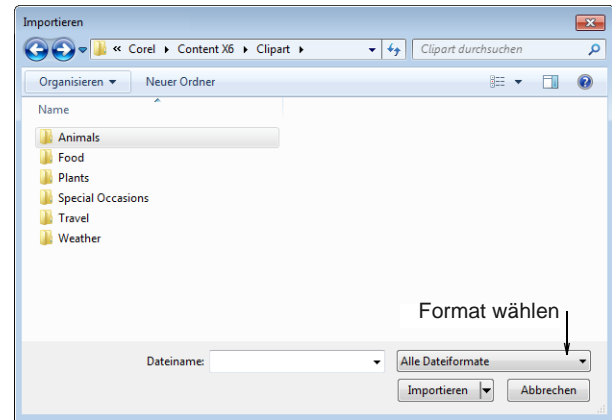 Importieren
« Corel Content X6 Clipart Clipart durchsuchen
Organisieren Neuer Ordner
Name
Animals
Food
Plants
Special Occasions
Travel
Weather
Format wählen
Dateiname: Alle Dateiformate
Importieren Abbrechen